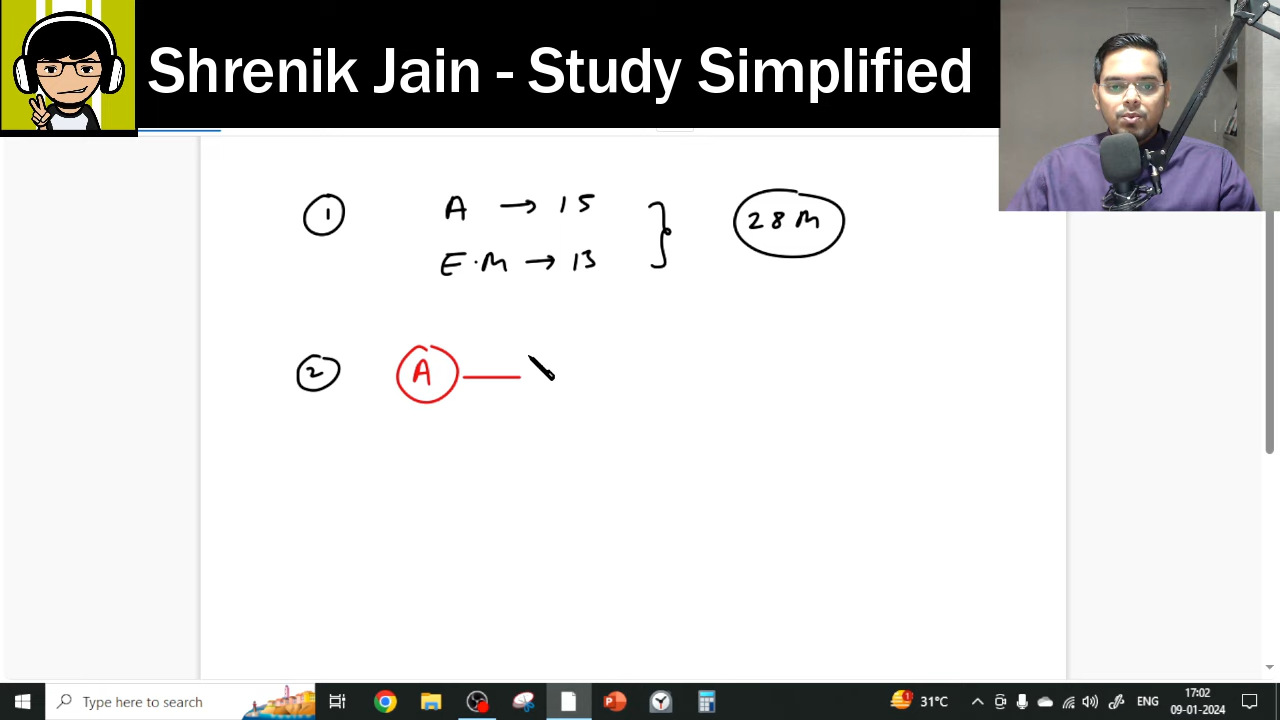 Shrenik Jain - Study Simplified
1 A → 15
E.M → 13
28 M
2 A
Type here to search
1
31°C
ENG
17:02
09-01-2024